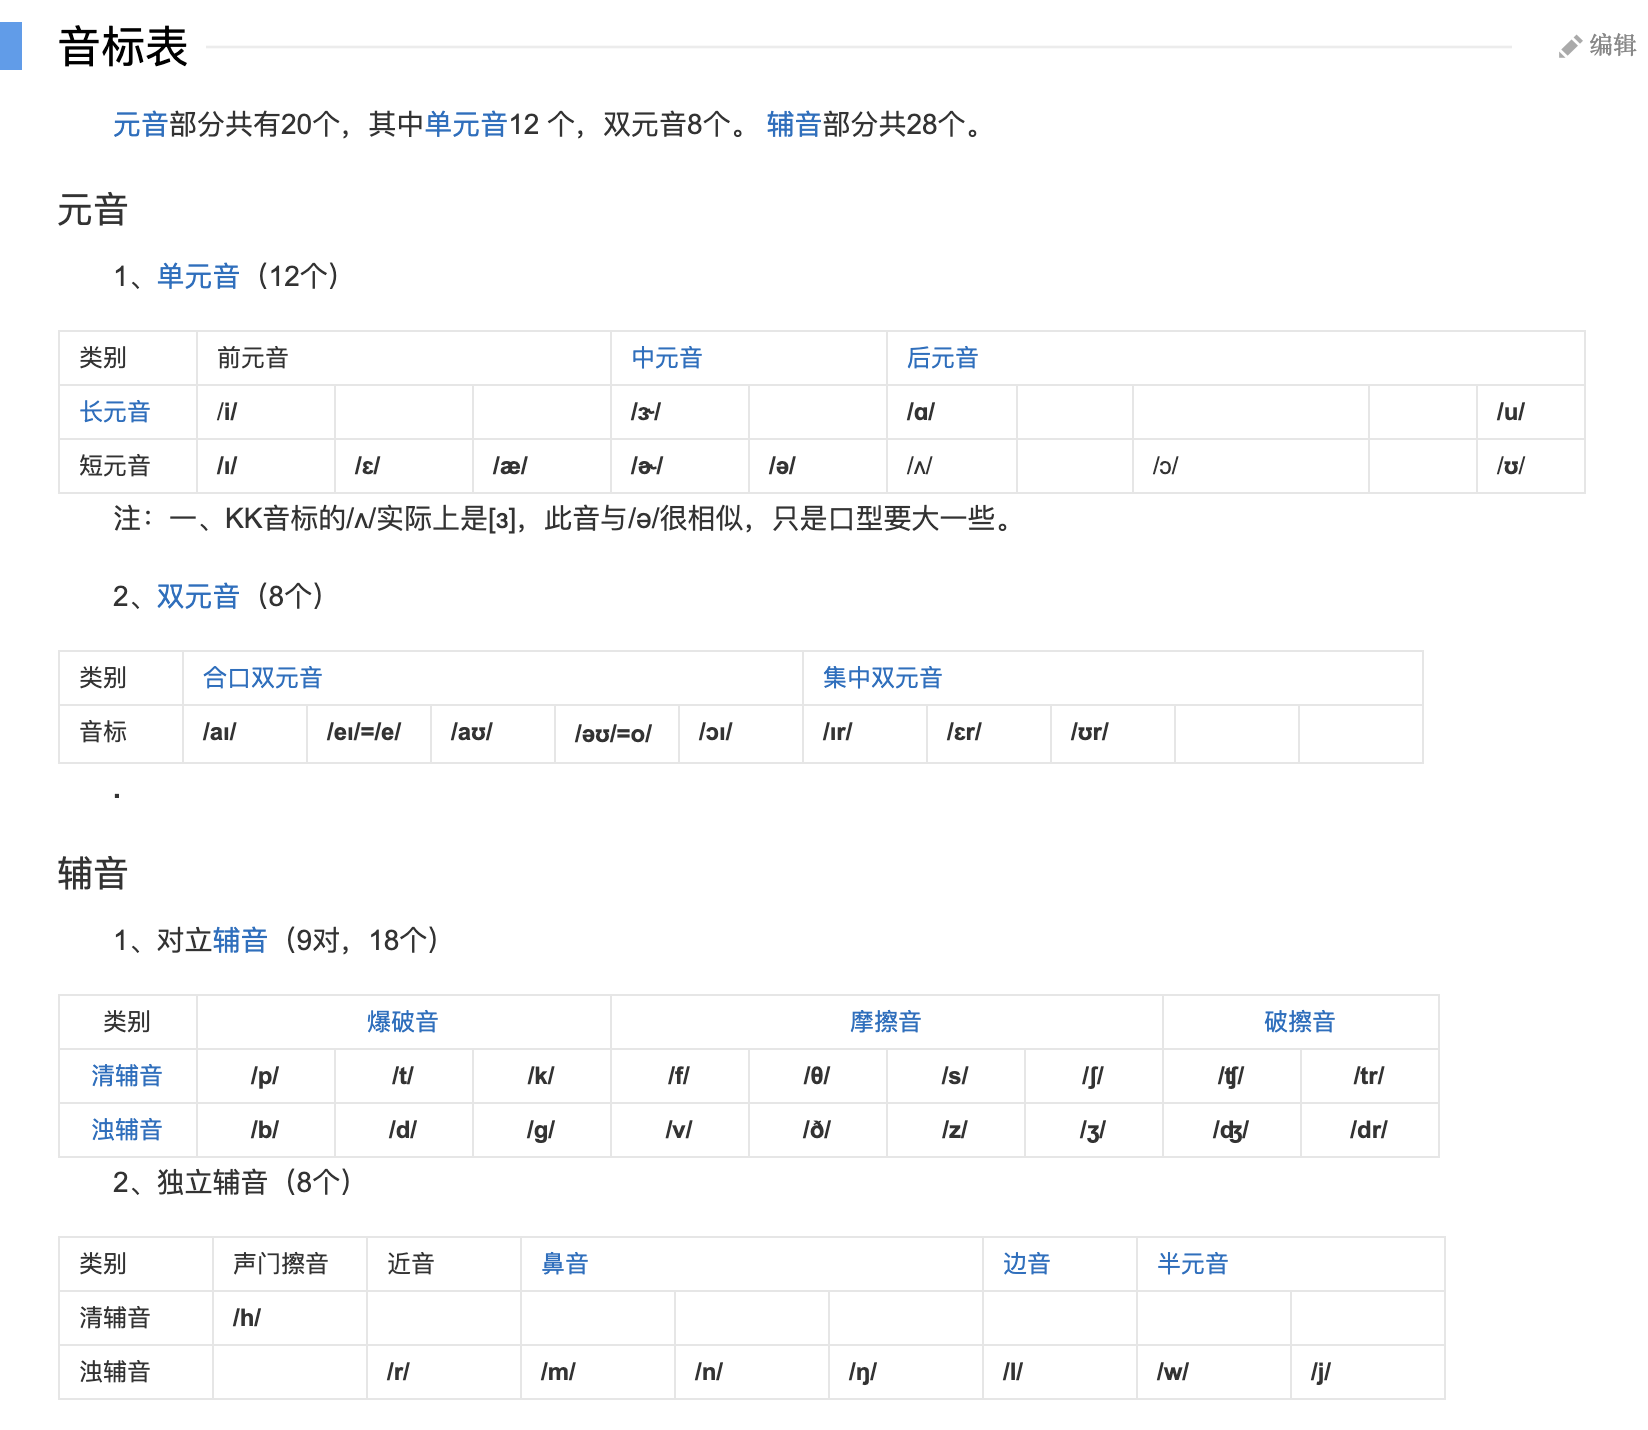 音标表
编辑
元音部分共有20个，其中单元音12 个，双元音8个。 辅音部分共28个。
元音
1、单元音（12个）
类别 前元音 中元音 后元音
长元音 /i/ /ɝ/ /ɑ/ /u/
短元音 /ɪ/ /ɛ/ /æ/ /ɚ/ /ə/ /ʌ/ /ɔ/ /ʊ/
注：一、KK音标的/ʌ/实际上是[ɜ]，此音与/ə/很相似，只是口型要大一些。
2、双元音（8个）
类别 合口双元音 集中双元音
音标 /aɪ/ /eɪ/=/e/ /aʊ/ /əʊ/=o/ /ɔɪ/ /ɪr/ /ɛr/ /ʊr/
.
辅音
1、对立辅音（9对，18个）
类别 爆破音 摩擦音 破擦音
清辅音 /p/ /t/ /k/ /f/ /θ/ /s/ /ʃ/ /ʧ/ /tr/
浊辅音 /b/ /d/ /g/ /v/ /ð/ /z/ /ʒ/ /ʤ/ /dr/
2、独立辅音（8个）
类别 声门擦音 近音 鼻音 边音 半元音
清辅音 /h/
浊辅音 /r/ /m/ /n/ /ŋ/ /l/ /w/ /j/